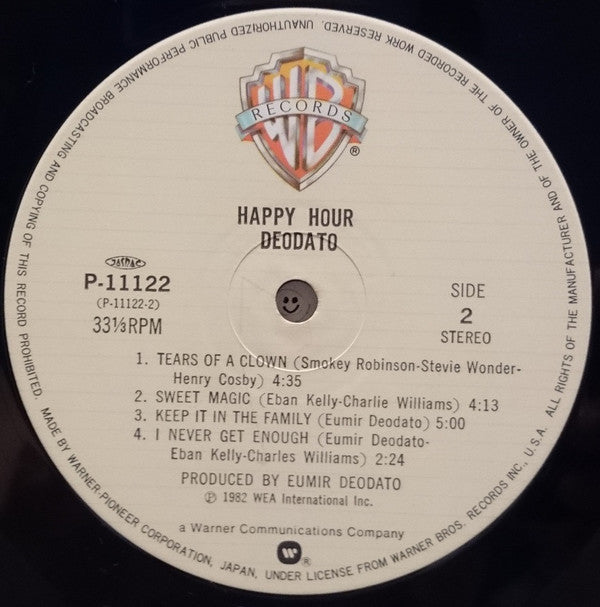 WB
RECORDS
®
HAPPY HOUR
DEODATO
JASRAC
P-11122
(P-11122-2)
33⅓RPM
SIDE
2
STEREO
1. TEARS OF A CLOWN (Smokey Robinson-Stevie Wonder-
Henry Cosby) 4:35
2. SWEET MAGIC (Eban Kelly-Charlie Williams) 4:13
3. KEEP IT IN THE FAMILY (Eumir Deodato) 5:00
4. I NEVER GET ENOUGH (Eumir Deodato-
Eban Kelly-Charles Williams) 2:24
PRODUCED BY EUMIR DEODATO
℗ 1982 WEA International Inc.
a Warner Communications Company
®
MADE BY WARNER-PIONEER CORPORATION, JAPAN, UNDER LICENSE FROM WARNER BROS. RECORDS INC., U.S.A. ALL RIGHTS OF THE MANUFACTURER AND OF THE OWNER OF THE RECORDED WORK RESERVED. UNAUTHORIZED PUBLIC PERFORMANCE BROADCASTING AND COPYING OF THIS RECORD PROHIBITED.